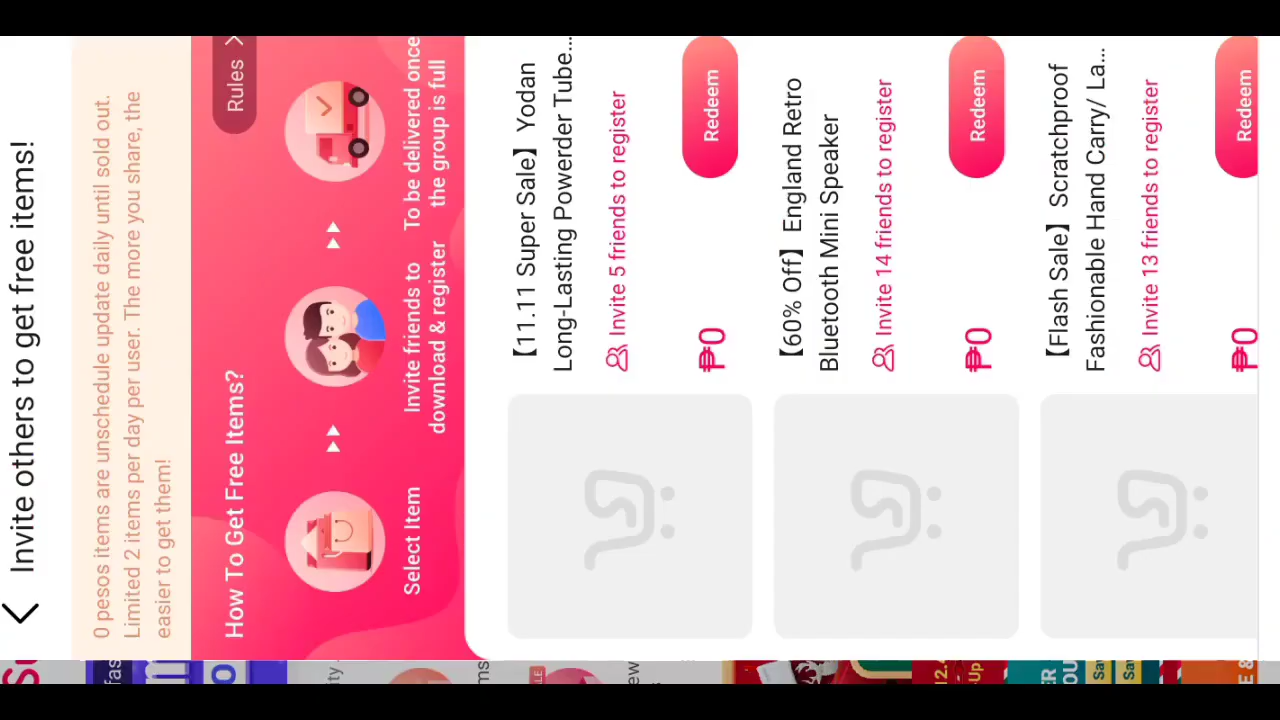 Invite others to get free items!
0 pesos items are unschedule update daily until sold out.
Limited 2 items per day per user. The more you share, the
easier to get them!
How To Get Free Items?
Rules
Select Item
Invite friends to
download & register
To be delivered once
the group is full
【11.11 Super Sale】 Yodan
Long-Lasting Powerder Tube...
Invite 5 friends to register
₱0
Redeem
【60% Off】 England Retro
Bluetooth Mini Speaker
Invite 14 friends to register
₱0
Redeem
【Flash Sale】 Scratchproof
Fashionable Hand Carry/ La...
Invite 13 friends to register
₱0
Redeem